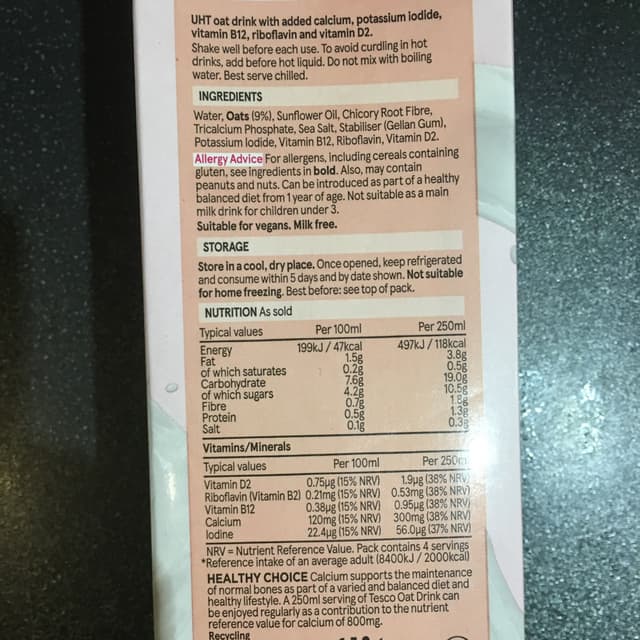 UHT oat drink with added calcium, potassium iodide,
vitamin B12, riboflavin and vitamin D2.
Shake well before each use. To avoid curdling in hot
drinks, add before hot liquid. Do not mix with boiling
water. Best serve chilled.
INGREDIENTS
Water, Oats (9%), Sunflower Oil, Chicory Root Fibre,
Tricalcium Phosphate, Sea Salt, Stabiliser (Gellan Gum),
Potassium Iodide, Vitamin B12, Riboflavin, Vitamin D2.
Allergy Advice For allergens, including cereals containing
gluten, see ingredients in bold. Also, may contain
peanuts and nuts. Can be introduced as part of a healthy
balanced diet from 1 year of age. Not suitable as a main
milk drink for children under 3.
Suitable for vegans. Milk free.
STORAGE
Store in a cool, dry place. Once opened, keep refrigerated
and consume within 5 days and by date shown. Not suitable
for home freezing. Best before: see top of pack.
NUTRITION As sold
Typical values Per 100ml Per 250ml
Energy 199kJ / 47kcal 497kJ / 118kcal
Fat 1.5g 3.8g
of which saturates 0.2g 0.5g
Carbohydrate 7.6g 19.0g
of which sugars 4.2g 10.5g
Fibre 0.7g 1.8g
Protein 0.5g 1.3g
Salt 0.1g 0.3g
Vitamins/Minerals
Typical values Per 100ml Per 250ml
Vitamin D2 0.75µg (15% NRV) 1.9µg (38% NRV)
Riboflavin (Vitamin B2) 0.21mg (15% NRV) 0.53mg (38% NRV)
Vitamin B12 0.38µg (15% NRV) 0.95µg (38% NRV)
Calcium 120mg (15% NRV) 300mg (38% NRV)
Iodine 22.4µg (15% NRV) 56.0µg (37% NRV)
NRV = Nutrient Reference Value. Pack contains 4 servings
*Reference intake of an average adult (8400kJ / 2000kcal)
HEALTHY CHOICE Calcium supports the maintenance
of normal bones as part of a varied and balanced diet and
healthy lifestyle. A 250ml serving of Tesco Oat Drink can
be enjoyed regularly as a contribution to the nutrient
reference value for calcium of 800mg.
Recycling